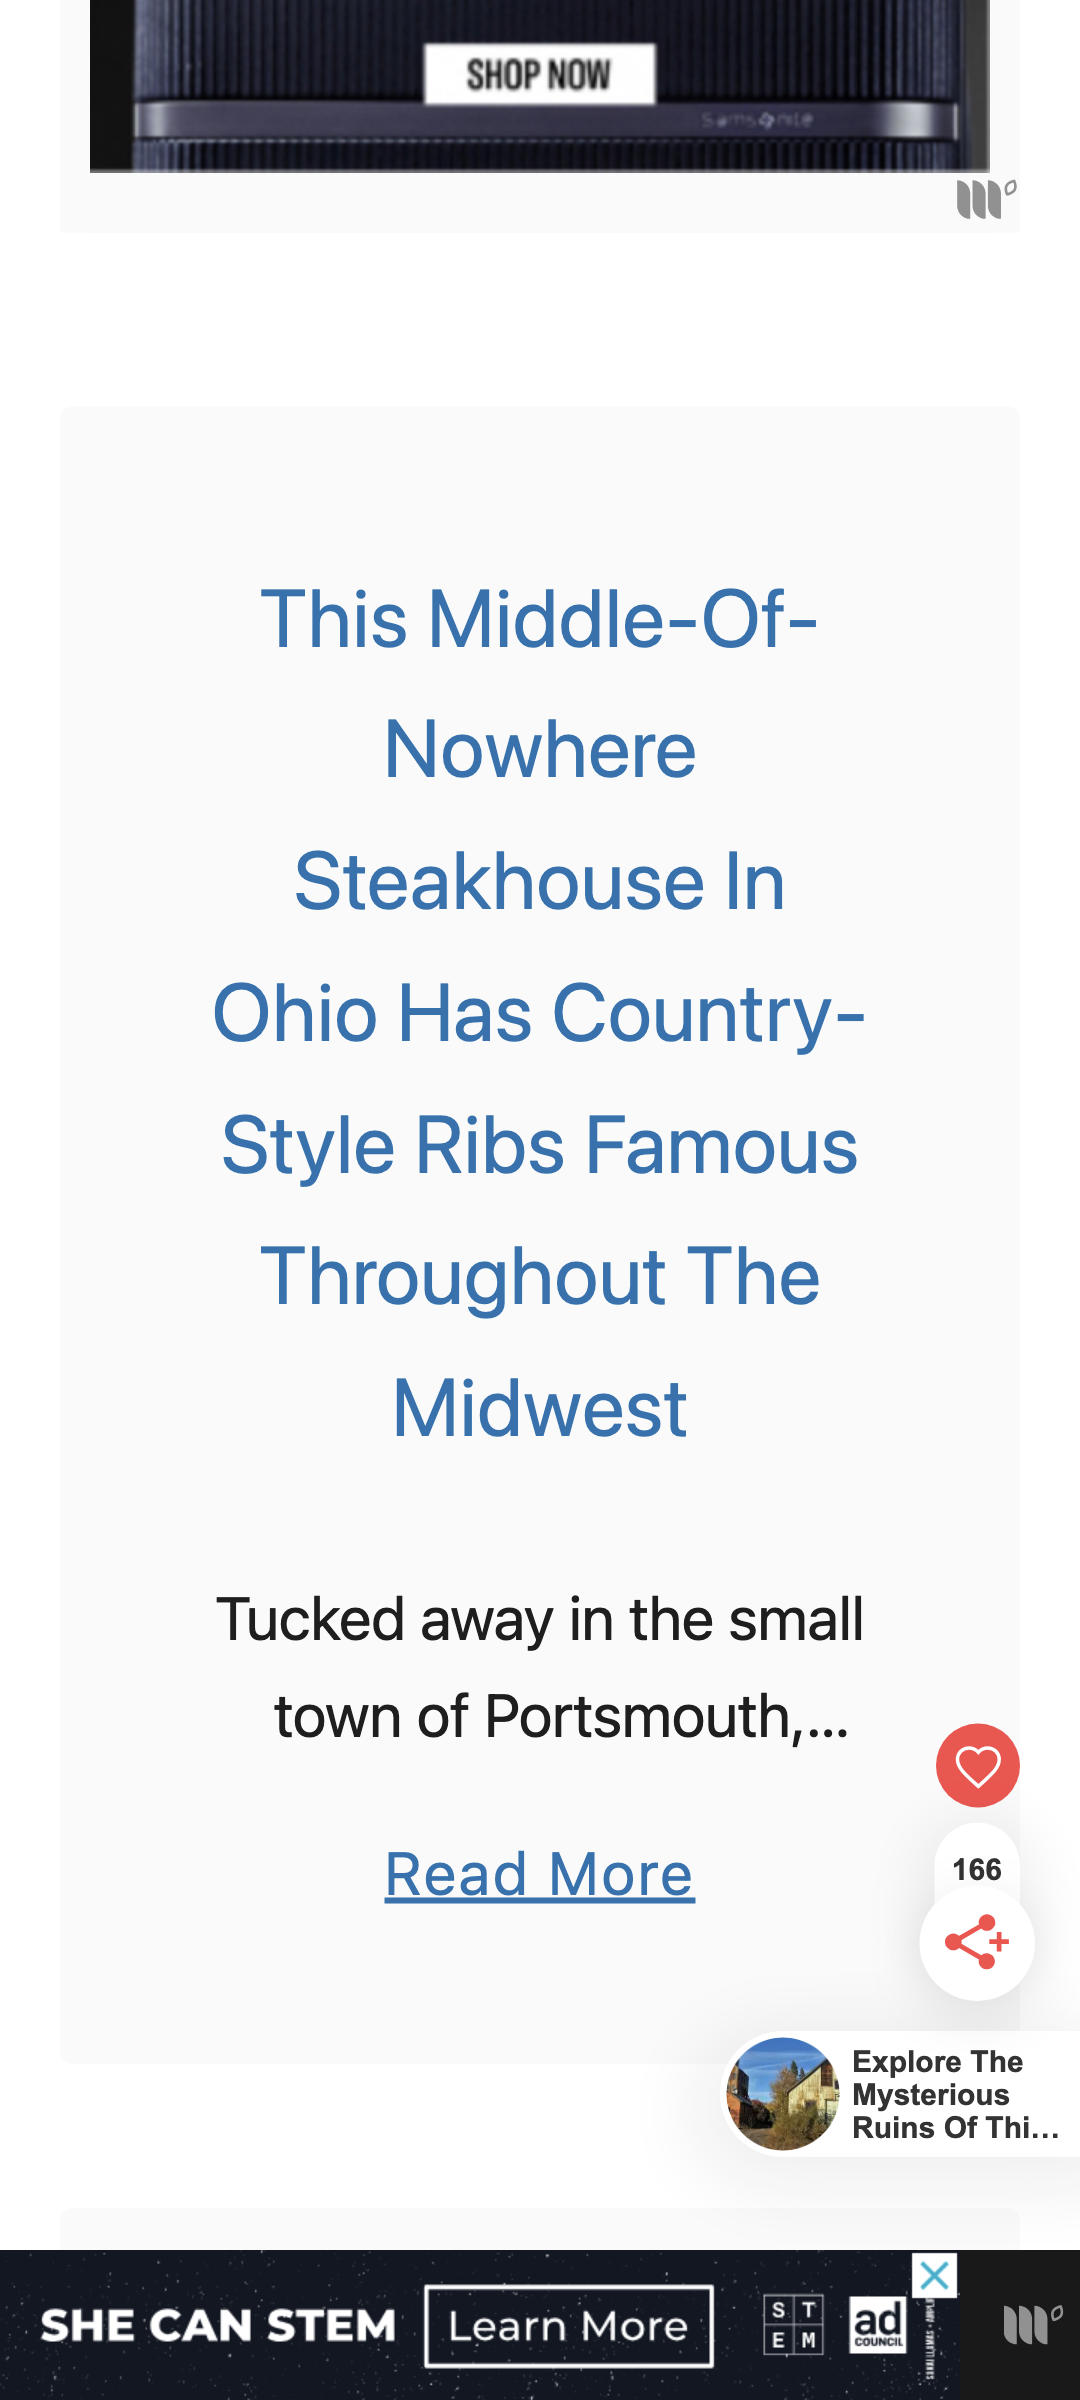 SHOP NOW
Samsonite
This Middle-Of-
Nowhere
Steakhouse In
Ohio Has Country-
Style Ribs Famous
Throughout The
Midwest
Tucked away in the small
town of Portsmouth,...
Read More
166
Explore The
Mysterious
Ruins Of Thi...
SHE CAN STEM
Learn More
ST
EM
ad
COUNCIL